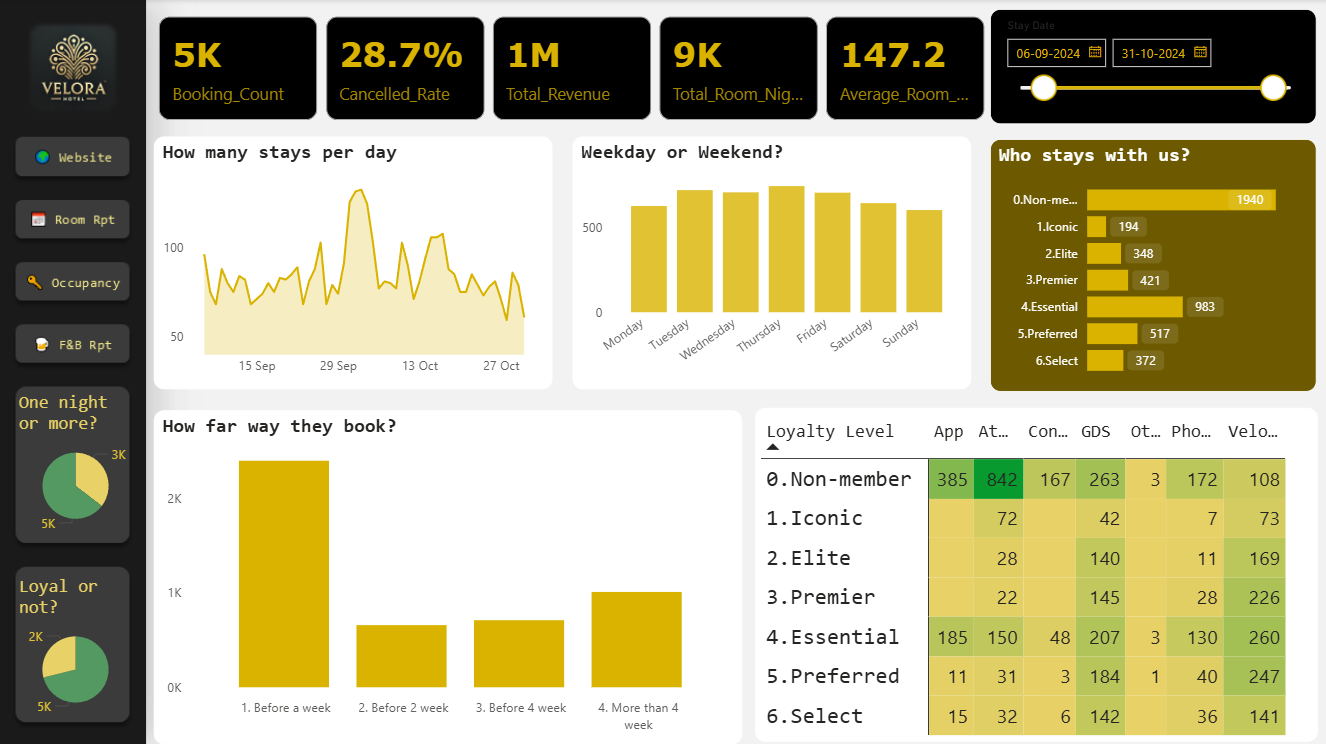 VELORA
HOTEL
Website
Room Rpt
Occupancy
F&B Rpt
One night
or more?
3K
5K
Loyal or
not?
2K
5K
5K
Booking_Count
28.7%
Cancelled_Rate
1M
Total_Revenue
9K
Total_Room_Nig...
147.2
Average_Room_...
Stay Date
06-09-2024
31-10-2024
How many stays per day
100
50
15 Sep
29 Sep
13 Oct
27 Oct
Weekday or Weekend?
500
0
Monday
Tuesday
Wednesday
Thursday
Friday
Saturday
Sunday
Who stays with us?
0.Non-me... 1940
1.Iconic 194
2.Elite 348
3.Premier 421
4.Essential 983
5.Preferred 517
6.Select 372
How far way they book?
2K
1K
0K
1. Before a week
2. Before 2 week
3. Before 4 week
4. More than 4
week
Loyalty Level App At... Con... GDS Ot... Pho... Velo...
0.Non-member 385 842 167 263 3 172 108
1.Iconic 72 42 7 73
2.Elite 28 140 11 169
3.Premier 22 145 28 226
4.Essential 185 150 48 207 3 130 260
5.Preferred 11 31 3 184 1 40 247
6.Select 15 32 6 142 36 141